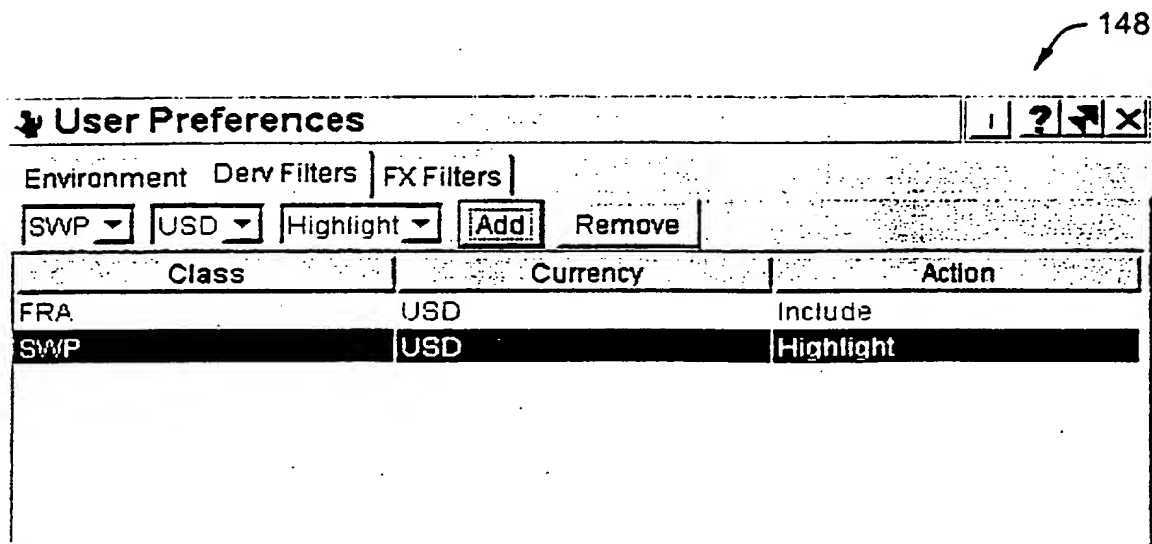 148
User Preferences
Environment Derv Filters FX Filters
SWP USD Highlight Add Remove
Class Currency Action
FRA USD Include
SWP USD Highlight